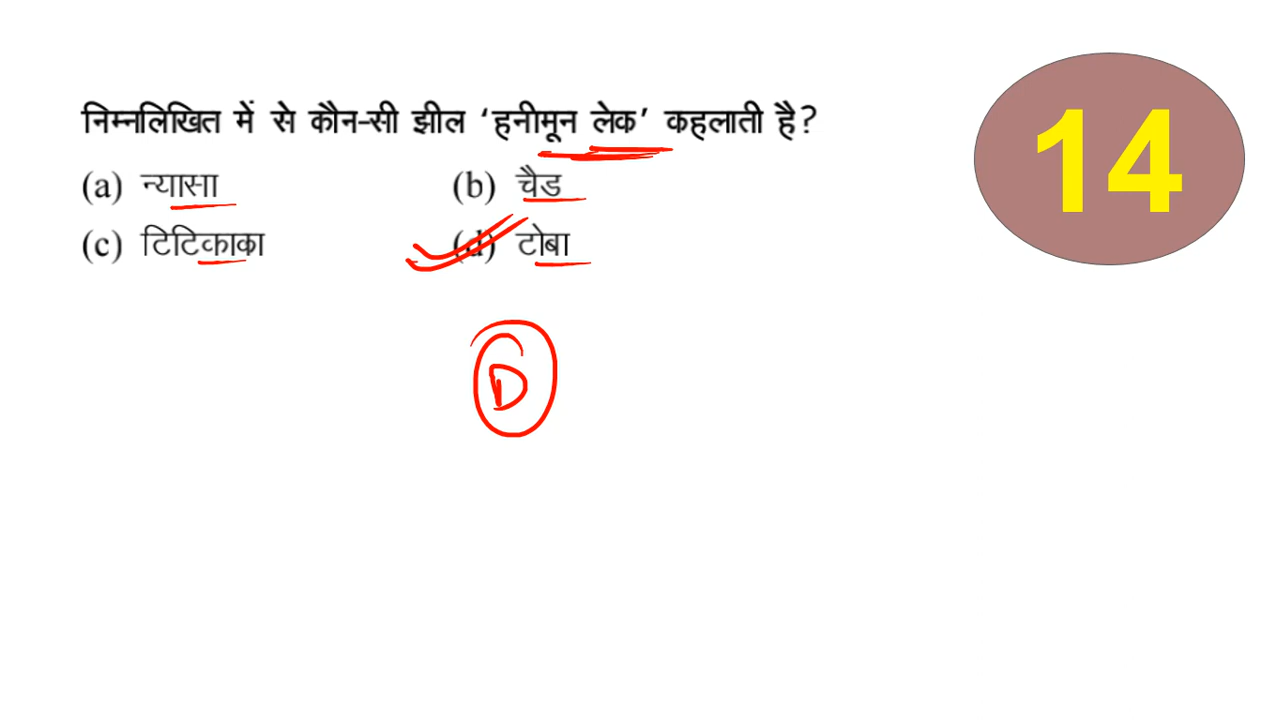 निम्नलिखित में से कौन-सी झील ‘हनीमून लेक’ कहलाती है?
(a) न्यासा (b) चैड
(c) टिटिकाका (d) टोबा
14
D